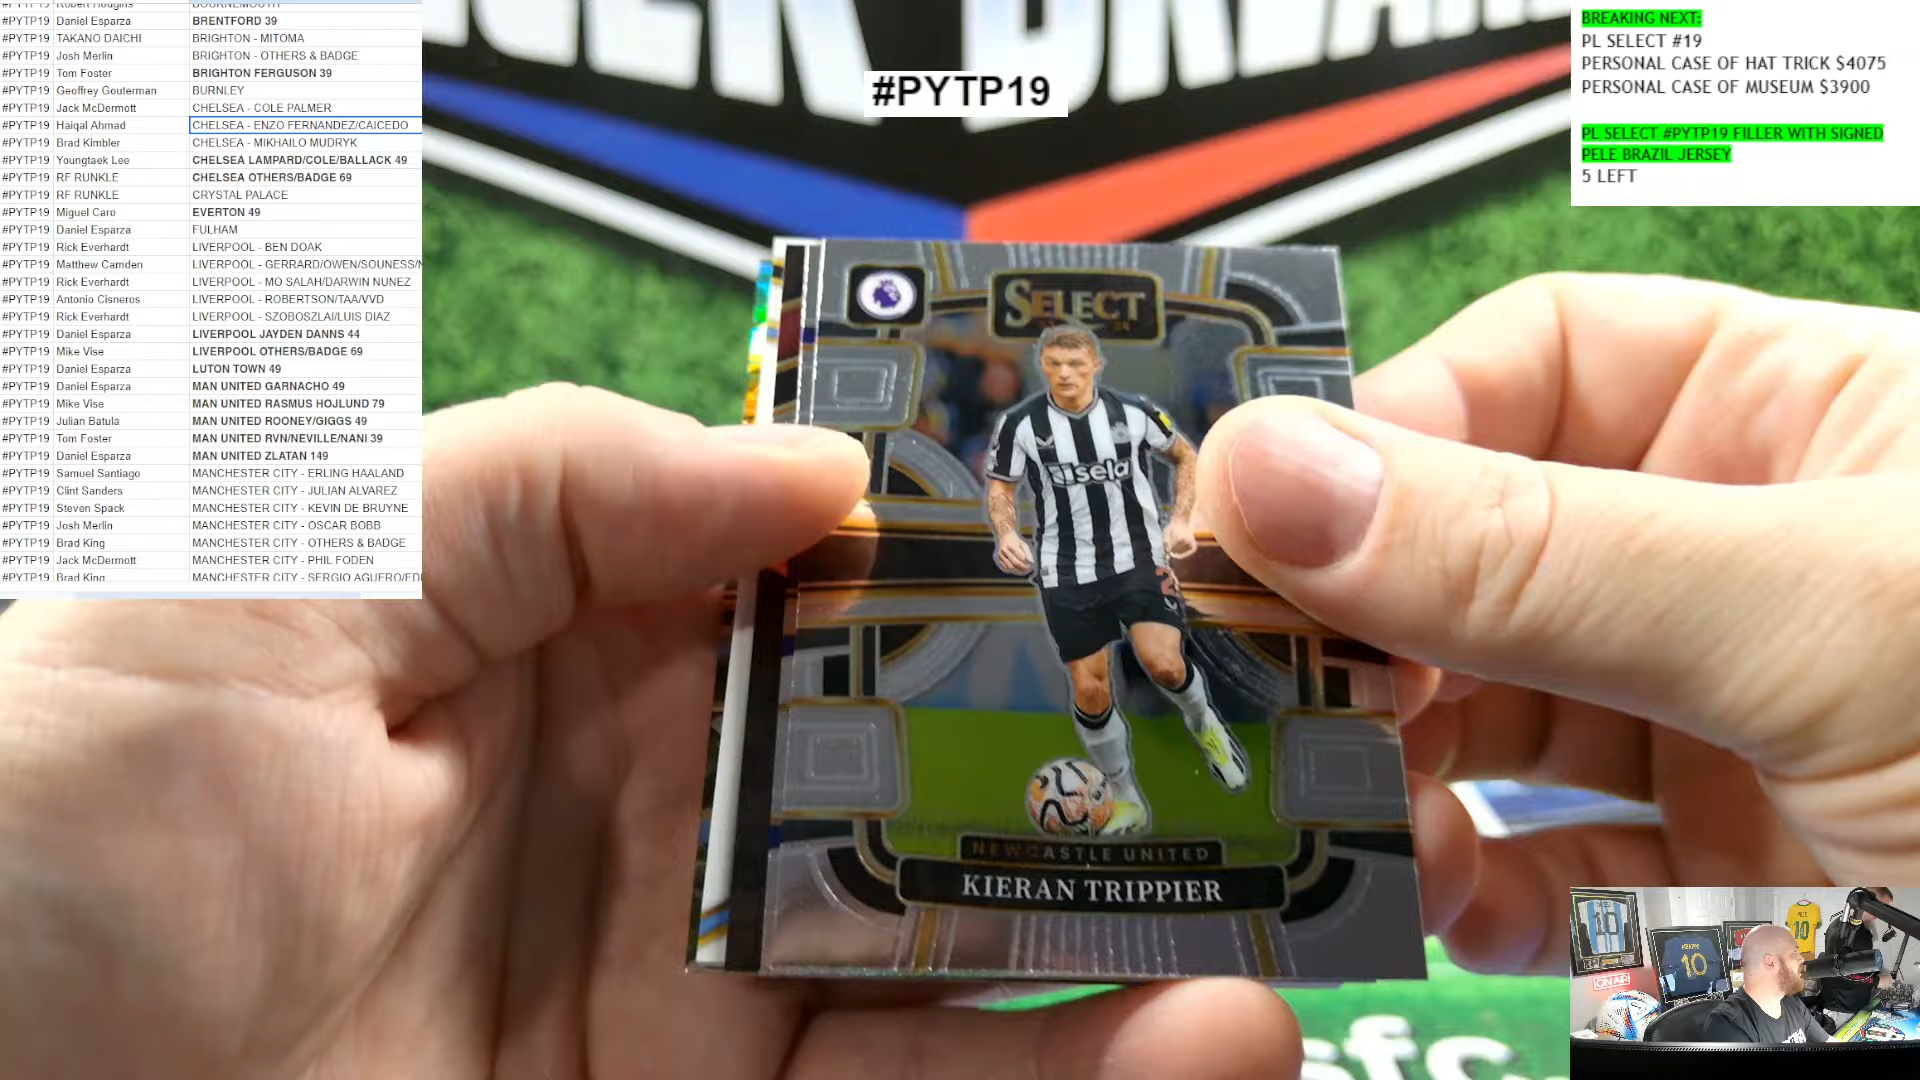 #PYTP19 Robert Hudgins BOURNEMOUTH
#PYTP19 Daniel Esparza BRENTFORD 39
#PYTP19 TAKANO DAICHI BRIGHTON - MITOMA
#PYTP19 Josh Merlin BRIGHTON - OTHERS & BADGE
#PYTP19 Tom Foster BRIGHTON FERGUSON 39
#PYTP19 Geoffrey Gouterman BURNLEY
#PYTP19 Jack McDermott CHELSEA - COLE PALMER
#PYTP19 Haiqal Ahmad CHELSEA - ENZO FERNANDEZ/CAICEDO
#PYTP19 Brad Kimbler CHELSEA - MIKHAILO MUDRYK
#PYTP19 Youngtaek Lee CHELSEA LAMPARD/COLE/BALLACK 49
#PYTP19 RF RUNKLE CHELSEA OTHERS/BADGE 69
#PYTP19 RF RUNKLE CRYSTAL PALACE
#PYTP19 Miguel Caro EVERTON 49
#PYTP19 Daniel Esparza FULHAM
#PYTP19 Rick Everhardt LIVERPOOL - BEN DOAK
#PYTP19 Matthew Camden LIVERPOOL - GERRARD/OWEN/SOUNESS/
#PYTP19 Rick Everhardt LIVERPOOL - MO SALAH/DARWIN NUNEZ
#PYTP19 Antonio Cisneros LIVERPOOL - ROBERTSON/TAA/VVD
#PYTP19 Rick Everhardt LIVERPOOL - SZOBOSZLAI/LUIS DIAZ
#PYTP19 Daniel Esparza LIVERPOOL JAYDEN DANNS 44
#PYTP19 Mike Vise LIVERPOOL OTHERS/BADGE 69
#PYTP19 Daniel Esparza LUTON TOWN 49
#PYTP19 Daniel Esparza MAN UNITED GARNACHO 49
#PYTP19 Mike Vise MAN UNITED RASMUS HOJLUND 79
#PYTP19 Julian Batula MAN UNITED ROONEY/GIGGS 49
#PYTP19 Tom Foster MAN UNITED RVN/NEVILLE/NANI 39
#PYTP19 Daniel Esparza MAN UNITED ZLATAN 149
#PYTP19 Samuel Santiago MANCHESTER CITY - ERLING HAALAND
#PYTP19 Clint Sanders MANCHESTER CITY - JULIAN ALVAREZ
#PYTP19 Steven Spack MANCHESTER CITY - KEVIN DE BRUYNE
#PYTP19 Josh Merlin MANCHESTER CITY - OSCAR BOBB
#PYTP19 Brad King MANCHESTER CITY - OTHERS & BADGE
#PYTP19 Jack McDermott MANCHESTER CITY - PHIL FODEN
#PYTP19 Brad King MANCHESTER CITY - SERGIO AGUERO/
#PYTP19
BREAKING NEXT:
PL SELECT #19
PERSONAL CASE OF HAT TRICK $4075
PERSONAL CASE OF MUSEUM $3900
PL SELECT #PYTP19 FILLER WITH SIGNED
PELE BRAZIL JERSEY
5 LEFT
SELECT
sela
NEWCASTLE UNITED
KIERAN TRIPPIER
10
10
10
ON AIR